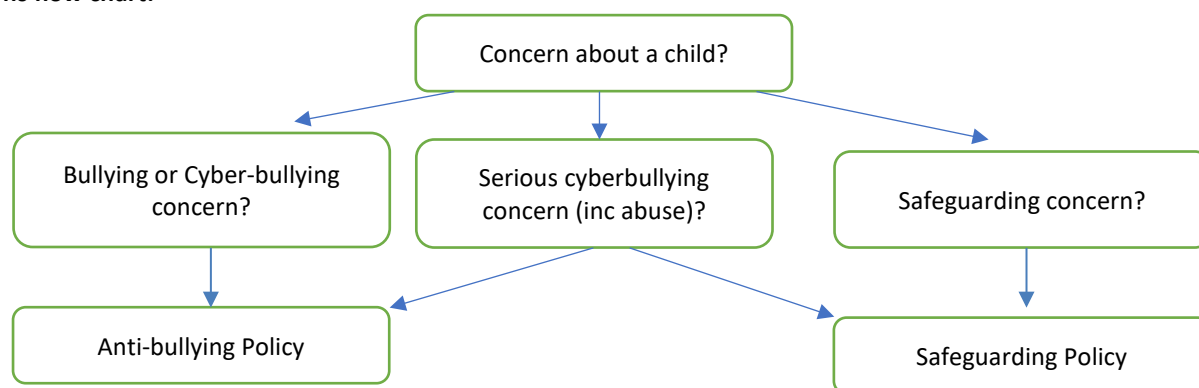 Concern about a child?
Bullying or Cyber-bullying
concern?
Serious cyberbullying
concern (inc abuse)?
Safeguarding concern?
Anti-bullying Policy
Safeguarding Policy